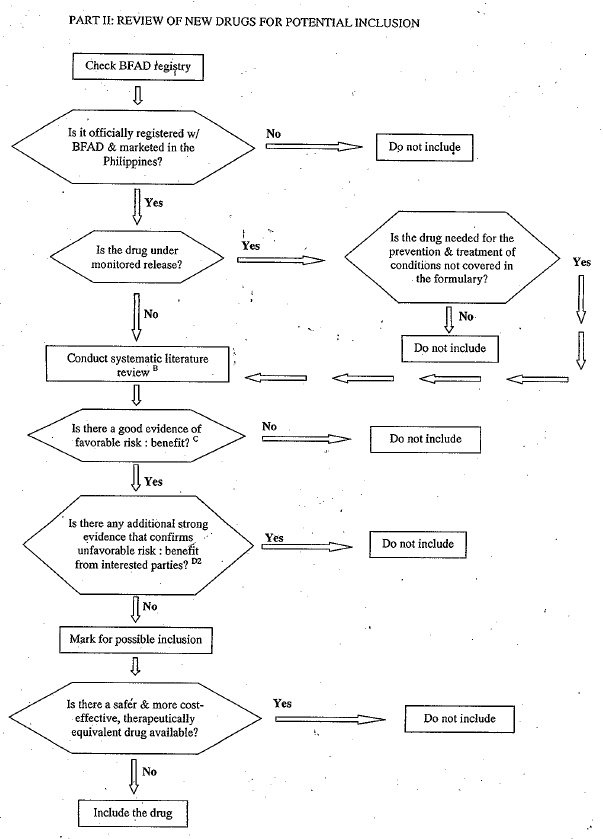 PART II: REVIEW OF NEW DRUGS FOR POTENTIAL INCLUSION
Check BFAD registry
Is it officially registered w/
BFAD & marketed in the
Philippines?
No
Do not include
Yes
Is the drug under
monitored release?
Yes
Is the drug needed for the
prevention & treatment of
conditions not covered in
the formulary?
Yes
No
Do not include
No
Conduct systematic literature
review B
Is there a good evidence of
favorable risk : benefit? C
No
Do not include
Yes
Is there any additional strong
evidence that confirms
unfavorable risk : benefit
from interested parties? D2
Yes
Do not include
No
Mark for possible inclusion
Is there a safer & more cost-
effective, therapeutically
equivalent drug available?
Yes
Do not include
No
Include the drug